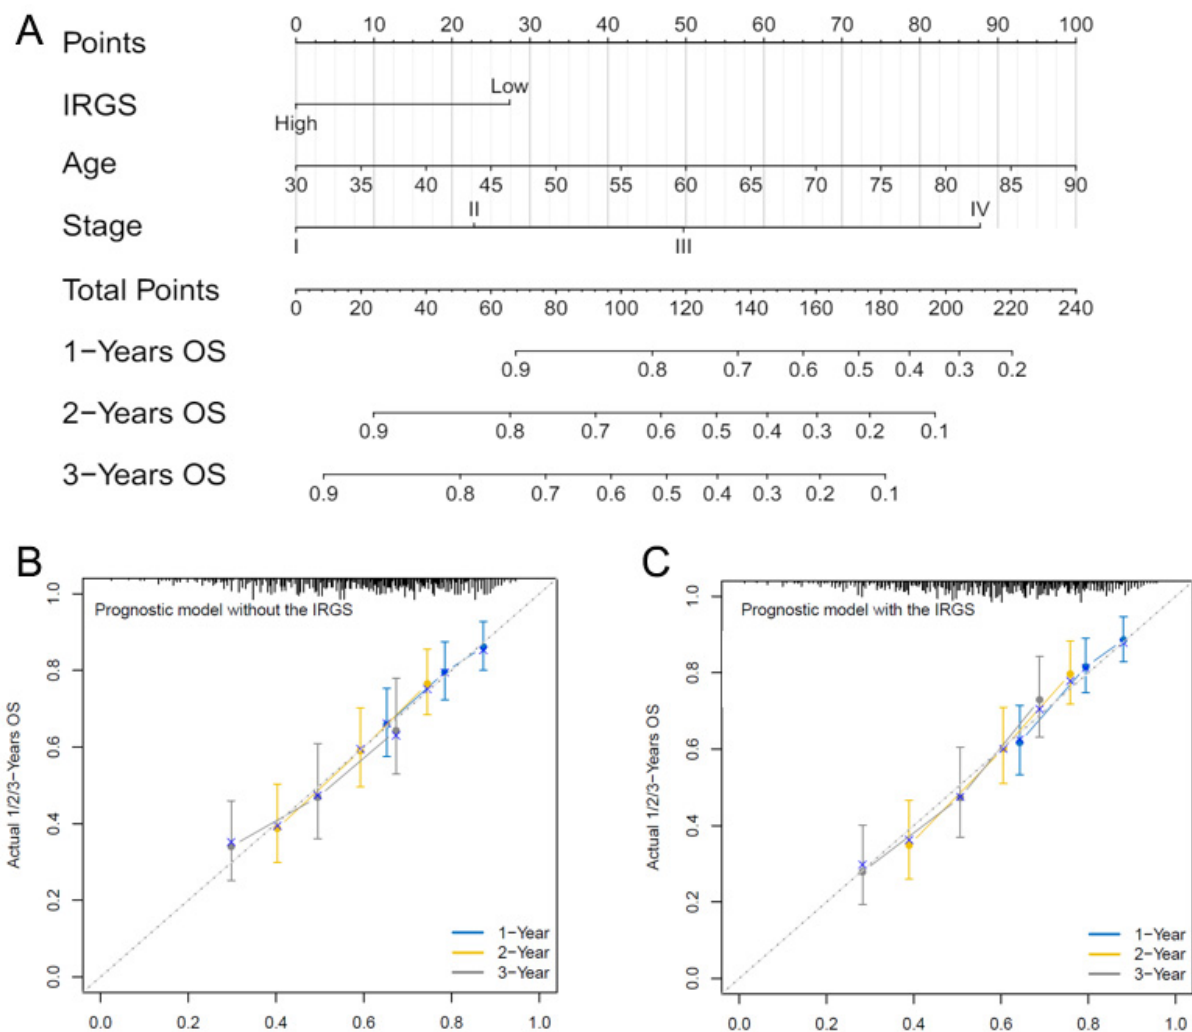 A
Points
0 10 20 30 40 50 60 70 80 90 100
IRGS
Low
High
Age
30 35 40 45 50 55 60 65 70 75 80 85 90
II IV
Stage
I III
Total Points
0 20 40 60 80 100 120 140 160 180 200 210 220 240
1−Years OS
0.9 0.8 0.7 0.6 0.5 0.4 0.3 0.2
2−Years OS
0.9 0.8 0.7 0.6 0.5 0.4 0.3 0.2 0.1
3−Years OS
0.9 0.8 0.7 0.6 0.5 0.4 0.3 0.2 0.1
B
Prognostic model without the IRGS
Actual 1/2/3−Years OS
1.0
0.8
0.6
0.4
0.2
0.0
1−Year
2−Year
3−Year
0.0 0.2 0.4 0.6 0.8 1.0
C
Prognostic model with the IRGS
Actual 1/2/3−Years OS
1.0
0.8
0.6
0.4
0.2
0.0
1−Year
2−Year
3−Year
0.0 0.2 0.4 0.6 0.8 1.0